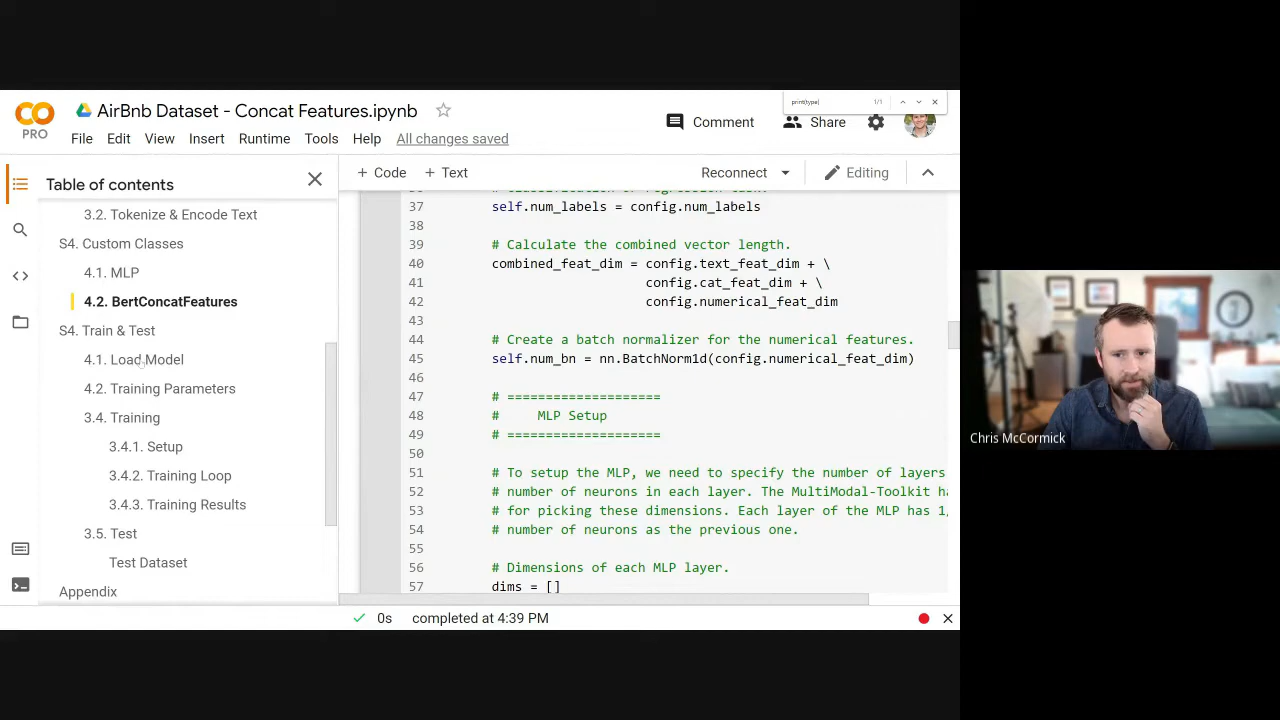 AirBnb Dataset - Concat Features.ipynb
print(type|
1/1
PRO
File Edit View Insert Runtime Tools Help All changes saved
Comment
Share
Table of contents
3.2. Tokenize & Encode Text
S4. Custom Classes
4.1. MLP
4.2. BertConcatFeatures
S4. Train & Test
4.1. Load Model
4.2. Training Parameters
3.4. Training
3.4.1. Setup
3.4.2. Training Loop
3.4.3. Training Results
3.5. Test
Test Dataset
Appendix
+ Code + Text
Reconnect
Editing
37 self.num_labels = config.num_labels
38
39 # Calculate the combined vector length.
40 combined_feat_dim = config.text_feat_dim + \
41 config.cat_feat_dim + \
42 config.numerical_feat_dim
43
44 # Create a batch normalizer for the numerical features.
45 self.num_bn = nn.BatchNorm1d(config.numerical_feat_dim)
46
47 # ====================
48 # MLP Setup
49 # ====================
50
51 # To setup the MLP, we need to specify the number of layers
52 # number of neurons in each layer. The MultiModal-Toolkit ha
53 # for picking these dimensions. Each layer of the MLP has 1/
54 # number of neurons as the previous one.
55
56 # Dimensions of each MLP layer.
57 dims = []
0s completed at 4:39 PM
Chris McCormick